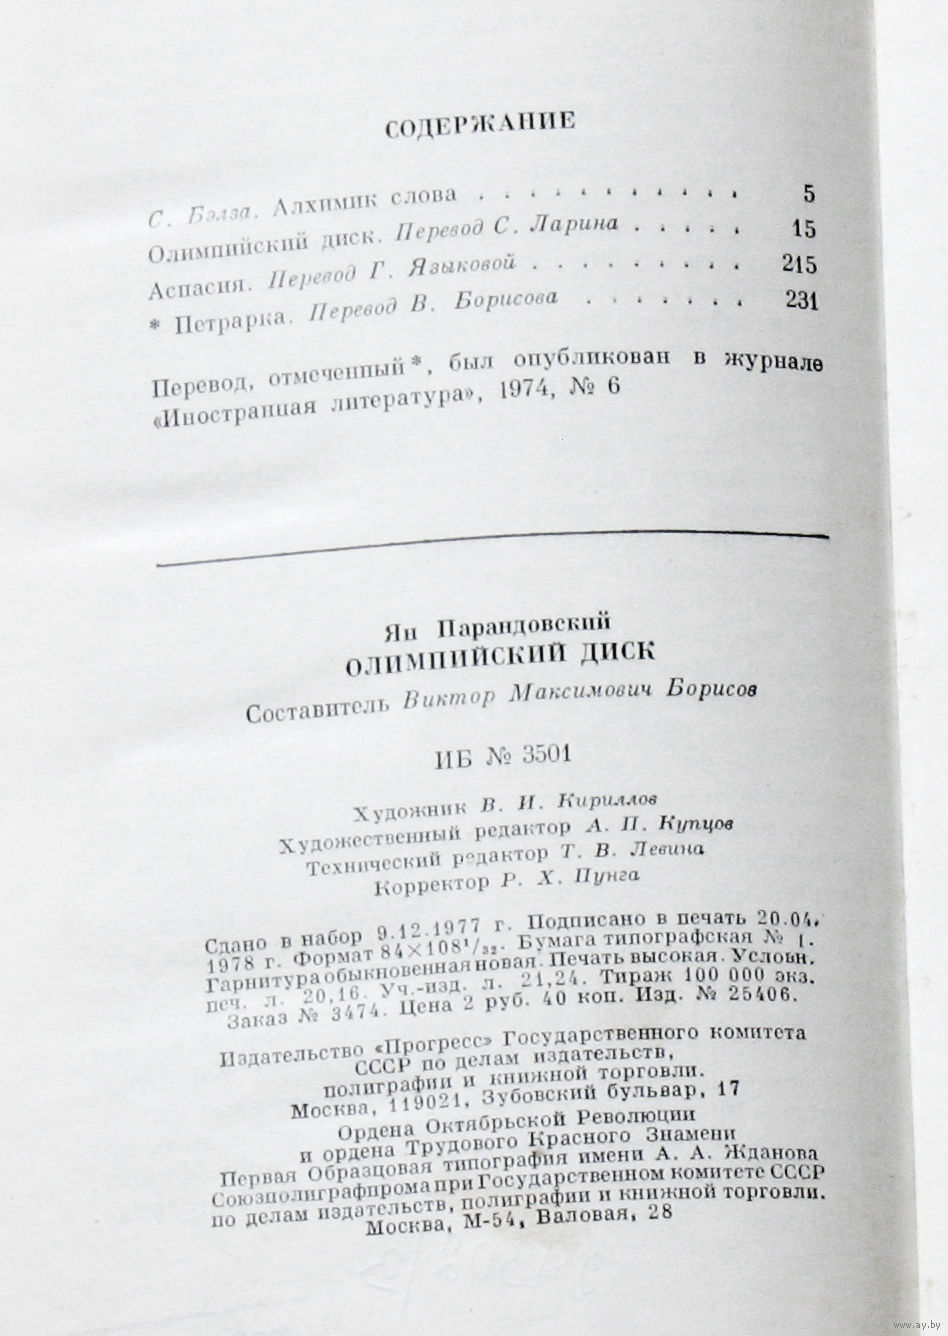 СОДЕРЖАНИЕ
С. Бэлза. Алхимик слова . . . . . . . . . . . 5
Олимпийский диск. Перевод С. Ларина . . . . . 15
Аспасия. Перевод Г. Языковой . . . . . . . . . 215
* Петрарка. Перевод В. Борисова . . . . . . . 231
Перевод, отмеченный *, был опубликован в журнале
«Иностранная литература», 1974, № 6
Ян Парандовский
ОЛИМПИЙСКИЙ ДИСК
Составитель Виктор Максимович Борисов
ИБ № 3501
Художник В. И. Кириллов
Художественный редактор А. П. Купцов
Технический редактор Т. В. Левина
Корректор Р. Х. Пунга
Сдано в набор 9.12.1977 г. Подписано в печать 20.04.
1978 г. Формат 84×108¹/₃₂. Бумага типографская № 1.
Гарнитура обыкновенная новая. Печать высокая. Условн.
печ. л. 20,16. Уч.-изд. л. 21,24. Тираж 100 000 экз.
Заказ № 3474. Цена 2 руб. 40 коп. Изд. № 25406.
Издательство «Прогресс» Государственного комитета
СССР по делам издательств,
полиграфии и книжной торговли.
Москва, 119021, Зубовский бульвар, 17
Ордена Октябрьской Революции
и ордена Трудового Красного Знамени
Первая Образцовая типография имени А. А. Жданова
Союзполиграфпрома при Государственном комитете СССР
по делам издательств, полиграфии и книжной торговли.
Москва, М-54, Валовая, 28
www.ay.by